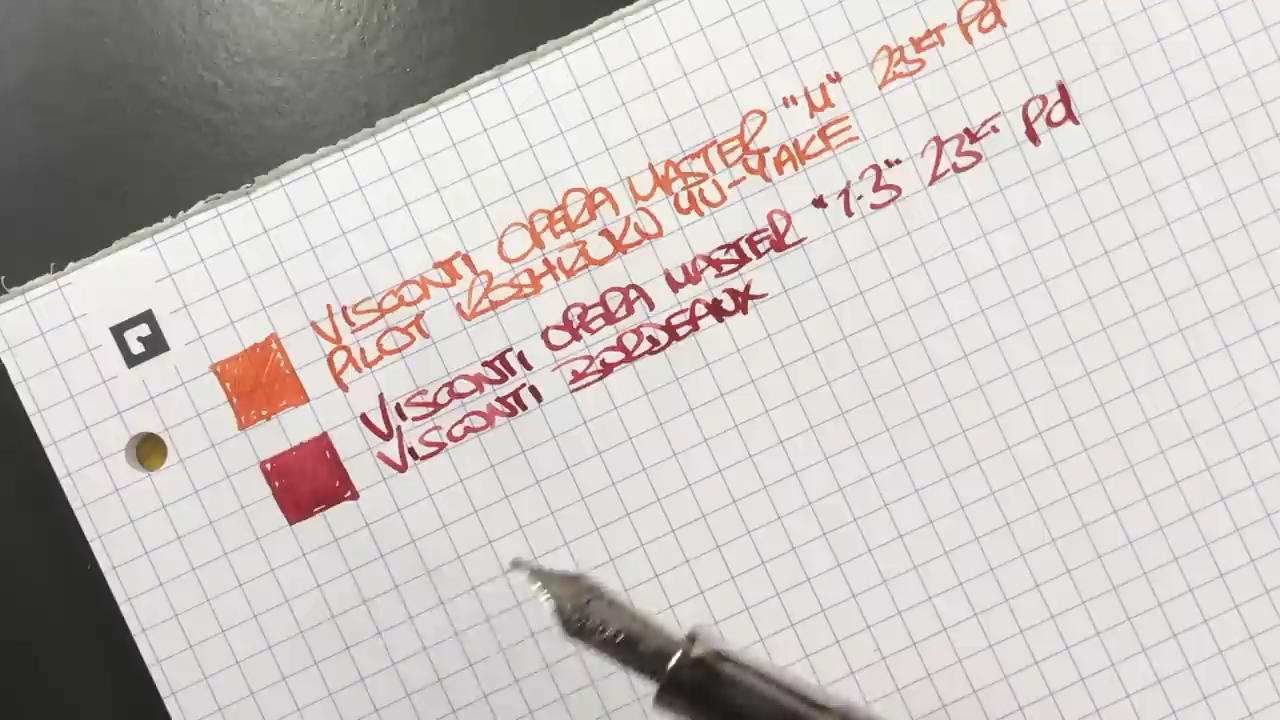 VISCONTI OPERA MASTER "M" 23KT Pd
PILOT IROSHIZUKU YU-YAKE
VISCONTI OPERA MASTER "1.3" 23KT Pd
VISCONTI BORDEAUX